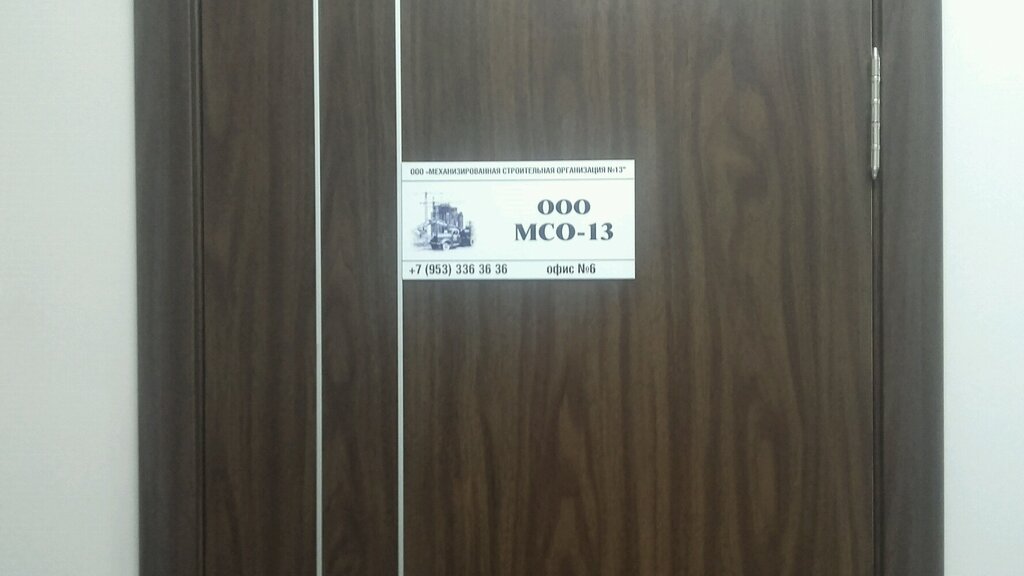 ООО «МЕХАНИЗИРОВАННАЯ СТРОИТЕЛЬНАЯ ОРГАНИЗАЦИЯ №13"
ООО
МСО-13
+7 (953) 336 36 36 офис №6